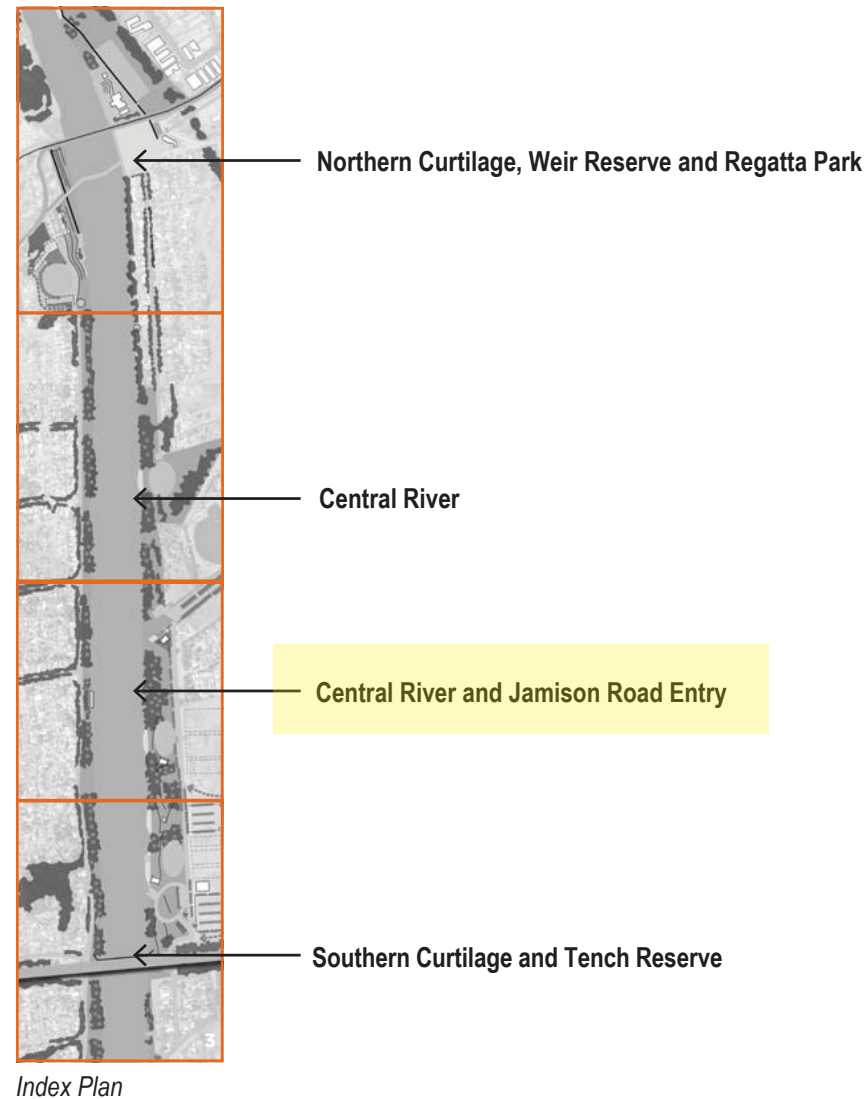 Northern Curtilage, Weir Reserve and Regatta Park
Central River
Central River and Jamison Road Entry
Southern Curtilage and Tench Reserve
3
Index Plan